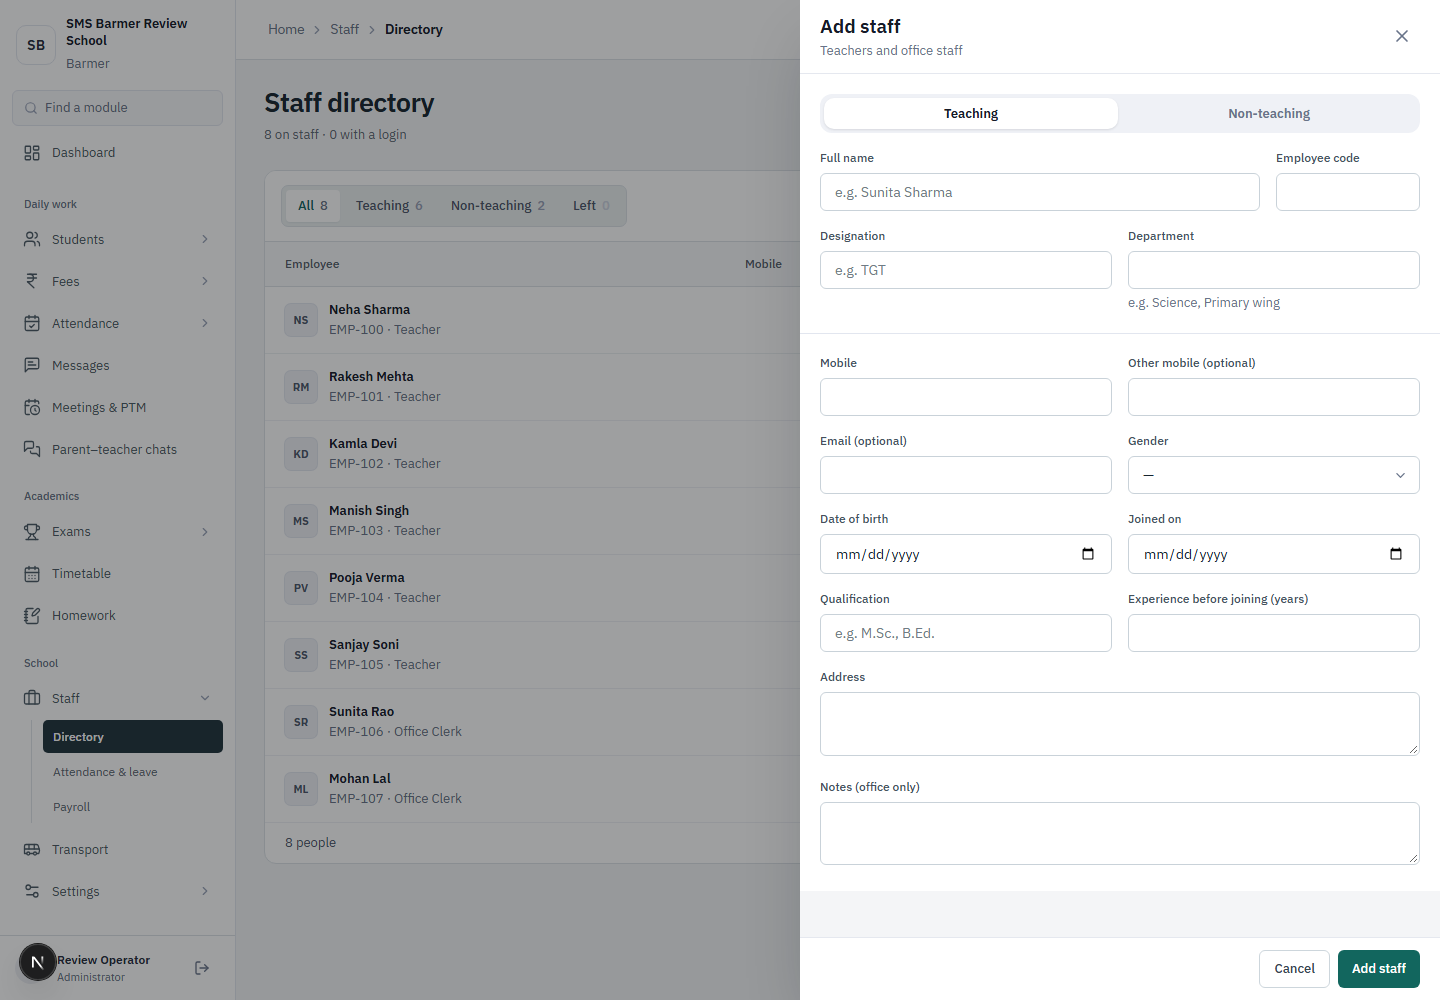 SB
SMS Barmer Review
School
Barmer
Find a module
Dashboard
Daily work
Students
Fees
Attendance
Messages
Meetings & PTM
Parent–teacher chats
Academics
Exams
Timetable
Homework
School
Staff
Directory
Attendance & leave
Payroll
Transport
Settings
N
Review Operator
Administrator
Home > Staff > Directory
Staff directory
8 on staff · 0 with a login
All 8 Teaching 6 Non-teaching 2 Left 0
Employee Mobile
NS Neha Sharma
EMP-100 · Teacher
RM Rakesh Mehta
EMP-101 · Teacher
KD Kamla Devi
EMP-102 · Teacher
MS Manish Singh
EMP-103 · Teacher
PV Pooja Verma
EMP-104 · Teacher
SS Sanjay Soni
EMP-105 · Teacher
SR Sunita Rao
EMP-106 · Office Clerk
ML Mohan Lal
EMP-107 · Office Clerk
8 people
Add staff
Teachers and office staff
Teaching Non-teaching
Full name Employee code
e.g. Sunita Sharma
Designation Department
e.g. TGT
e.g. Science, Primary wing
Mobile Other mobile (optional)
Email (optional) Gender
—
Date of birth Joined on
mm/dd/yyyy mm/dd/yyyy
Qualification Experience before joining (years)
e.g. M.Sc., B.Ed.
Address
Notes (office only)
Cancel Add staff